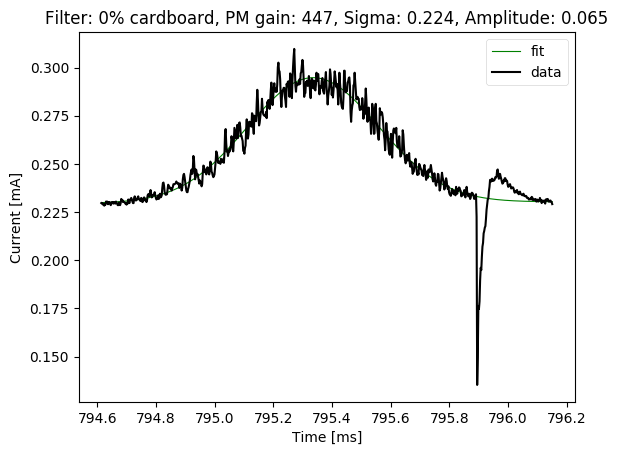 Filter: 0% cardboard, PM gain: 447, Sigma: 0.224, Amplitude: 0.065
fit
data
0.300
0.275
0.250
0.225
0.200
0.175
0.150
Current [mA]
794.6 794.8 795.0 795.2 795.4 795.6 795.8 796.0 796.2
Time [ms]